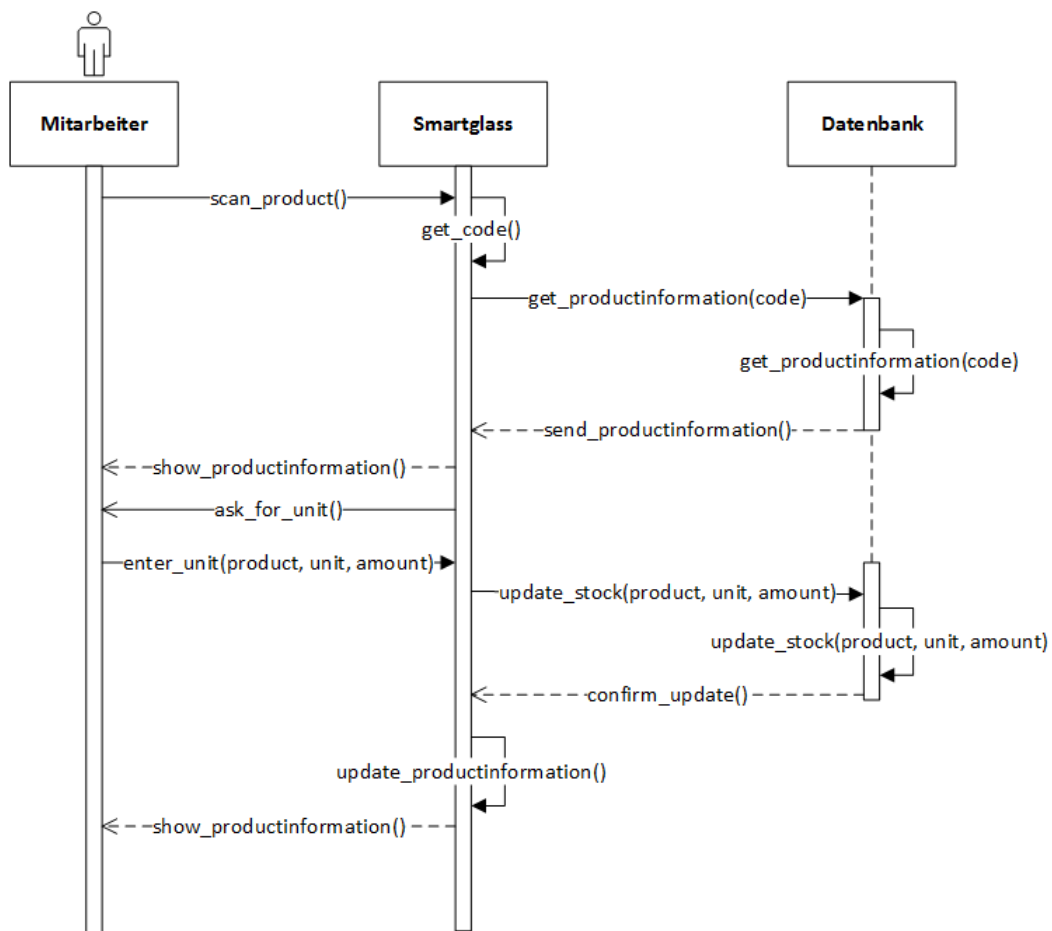 Mitarbeiter
Smartglass
Datenbank
scan_product()
get_code()
get_productinformation(code)
get_productinformation(code)
send_productinformation()
show_productinformation()
ask_for_unit()
enter_unit(product, unit, amount)
update_stock(product, unit, amount)
update_stock(product, unit, amount)
confirm_update()
update_productinformation()
show_productinformation()